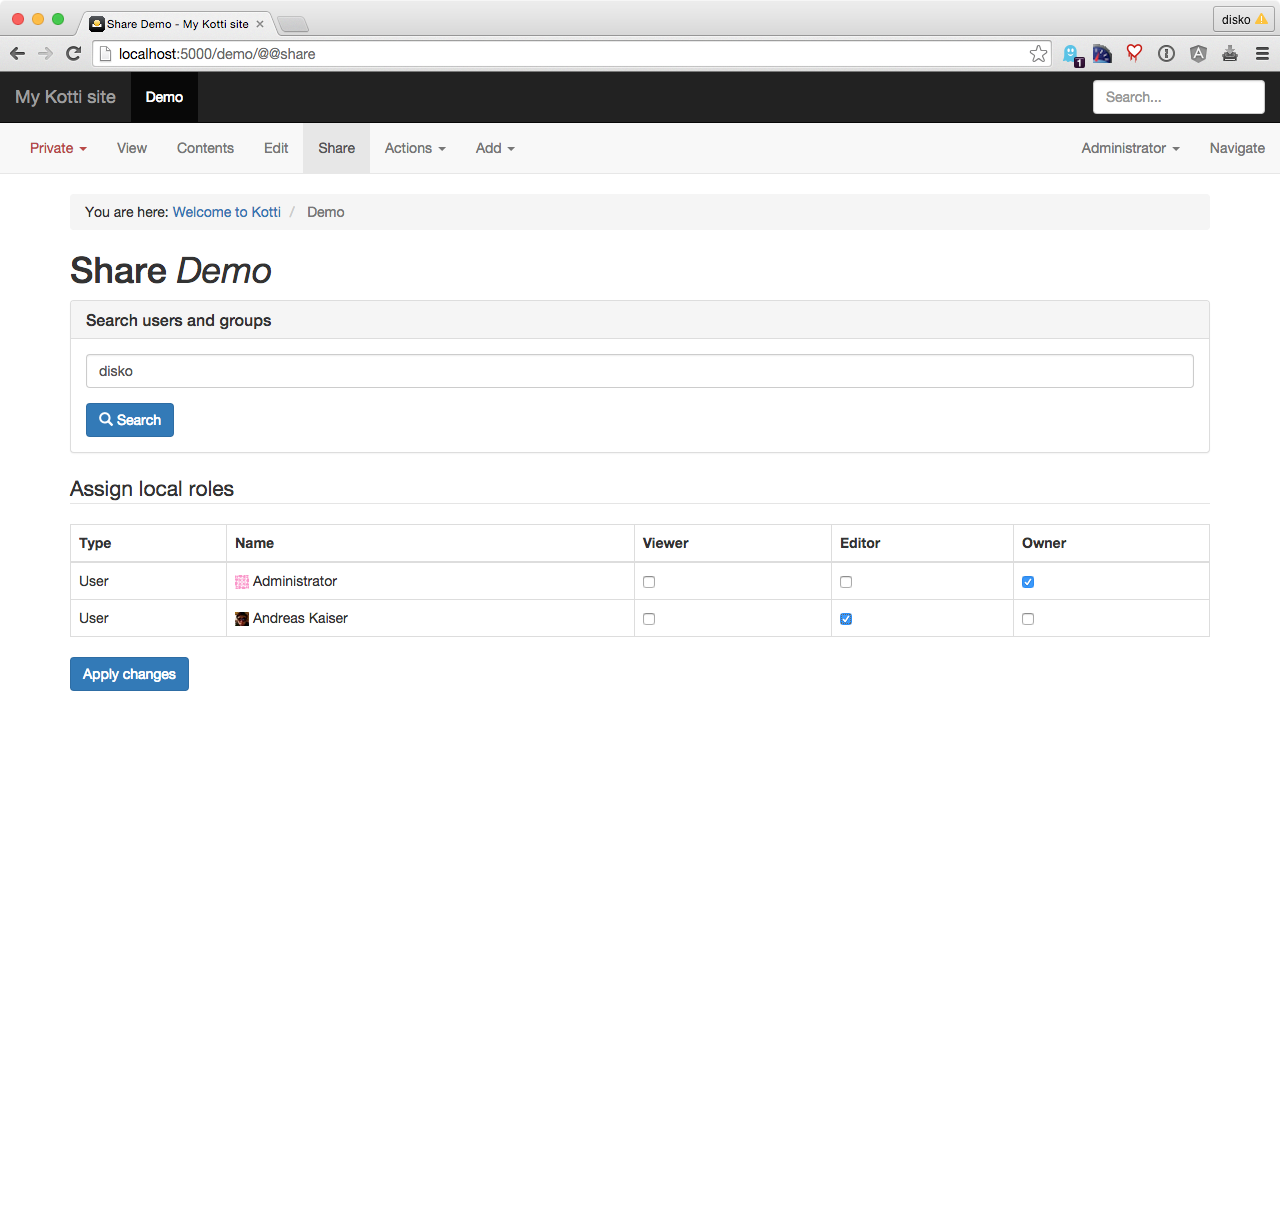 Share Demo - My Kotti site
disko
localhost:5000/demo/@@share
1
My Kotti site Demo Search...
Private View Contents Edit Share Actions Add Administrator Navigate
You are here: Welcome to Kotti / Demo
Share Demo
Search users and groups
disko
Search
Assign local roles
Type Name Viewer Editor Owner
User Administrator
User Andreas Kaiser
Apply changes